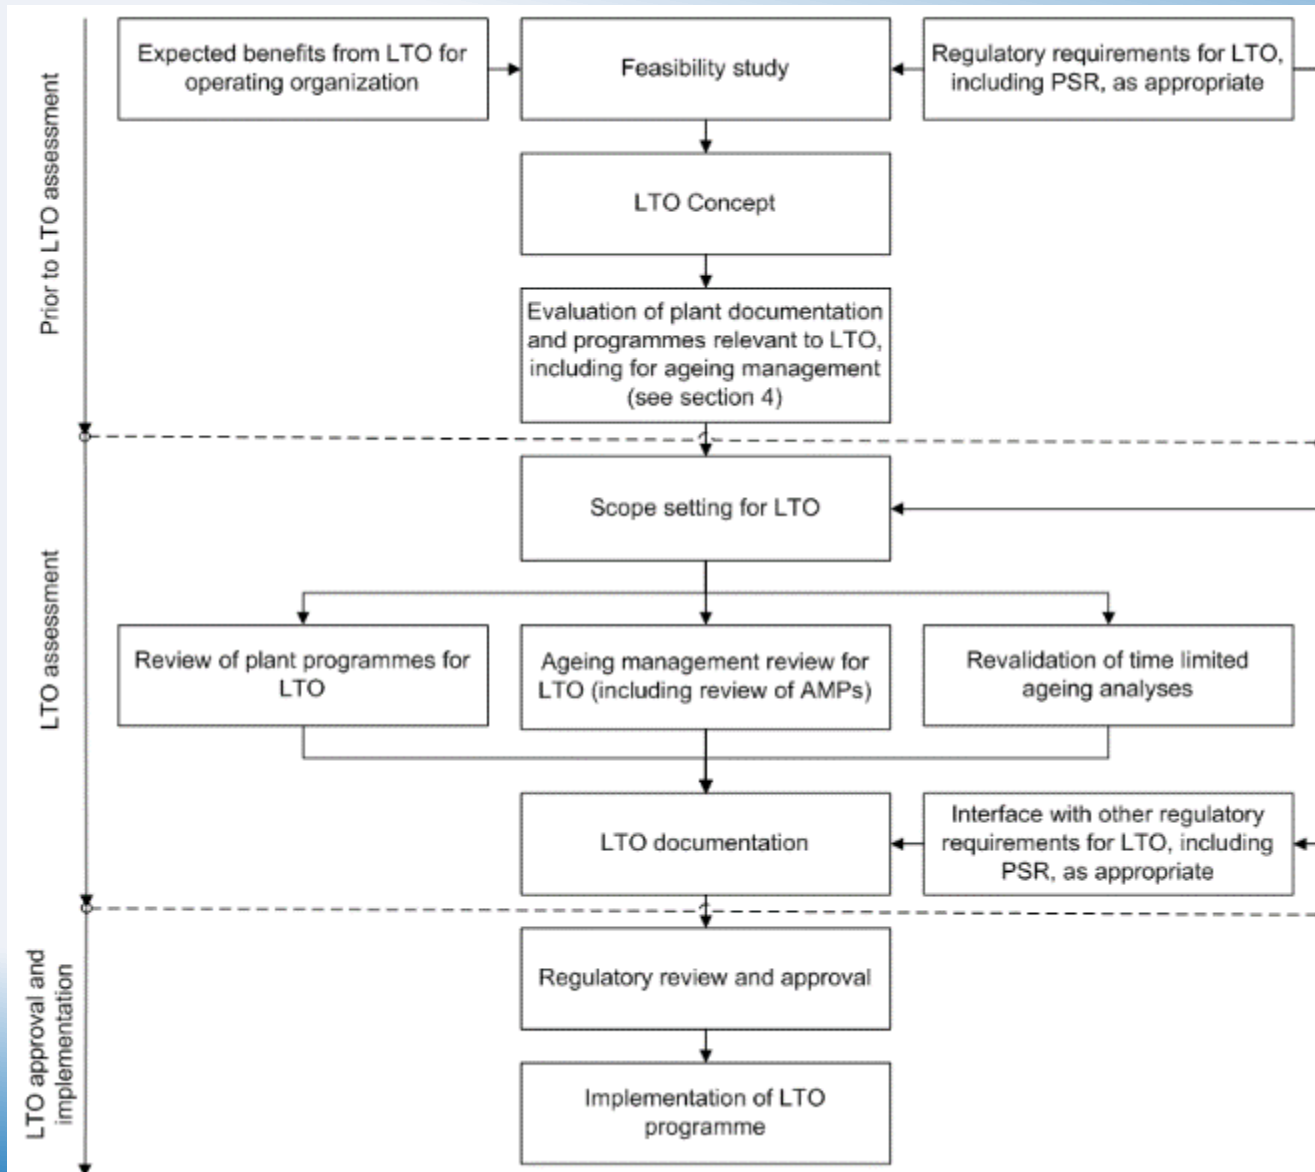 Expected benefits from LTO for
operating organization
Feasibility study
Regulatory requirements for LTO,
including PSR, as appropriate
Prior to LTO assessment
LTO Concept
Evaluation of plant documentation
and programmes relevant to LTO,
including for ageing management
(see section 4)
Scope setting for LTO
LTO assessment
Review of plant programmes for
LTO
Ageing management review for
LTO (including review of AMPs)
Revalidation of time limited
ageing analyses
LTO documentation
Interface with other regulatory
requirements for LTO, including
PSR, as appropriate
LTO approval and
implementation
Regulatory review and approval
Implementation of LTO
programme